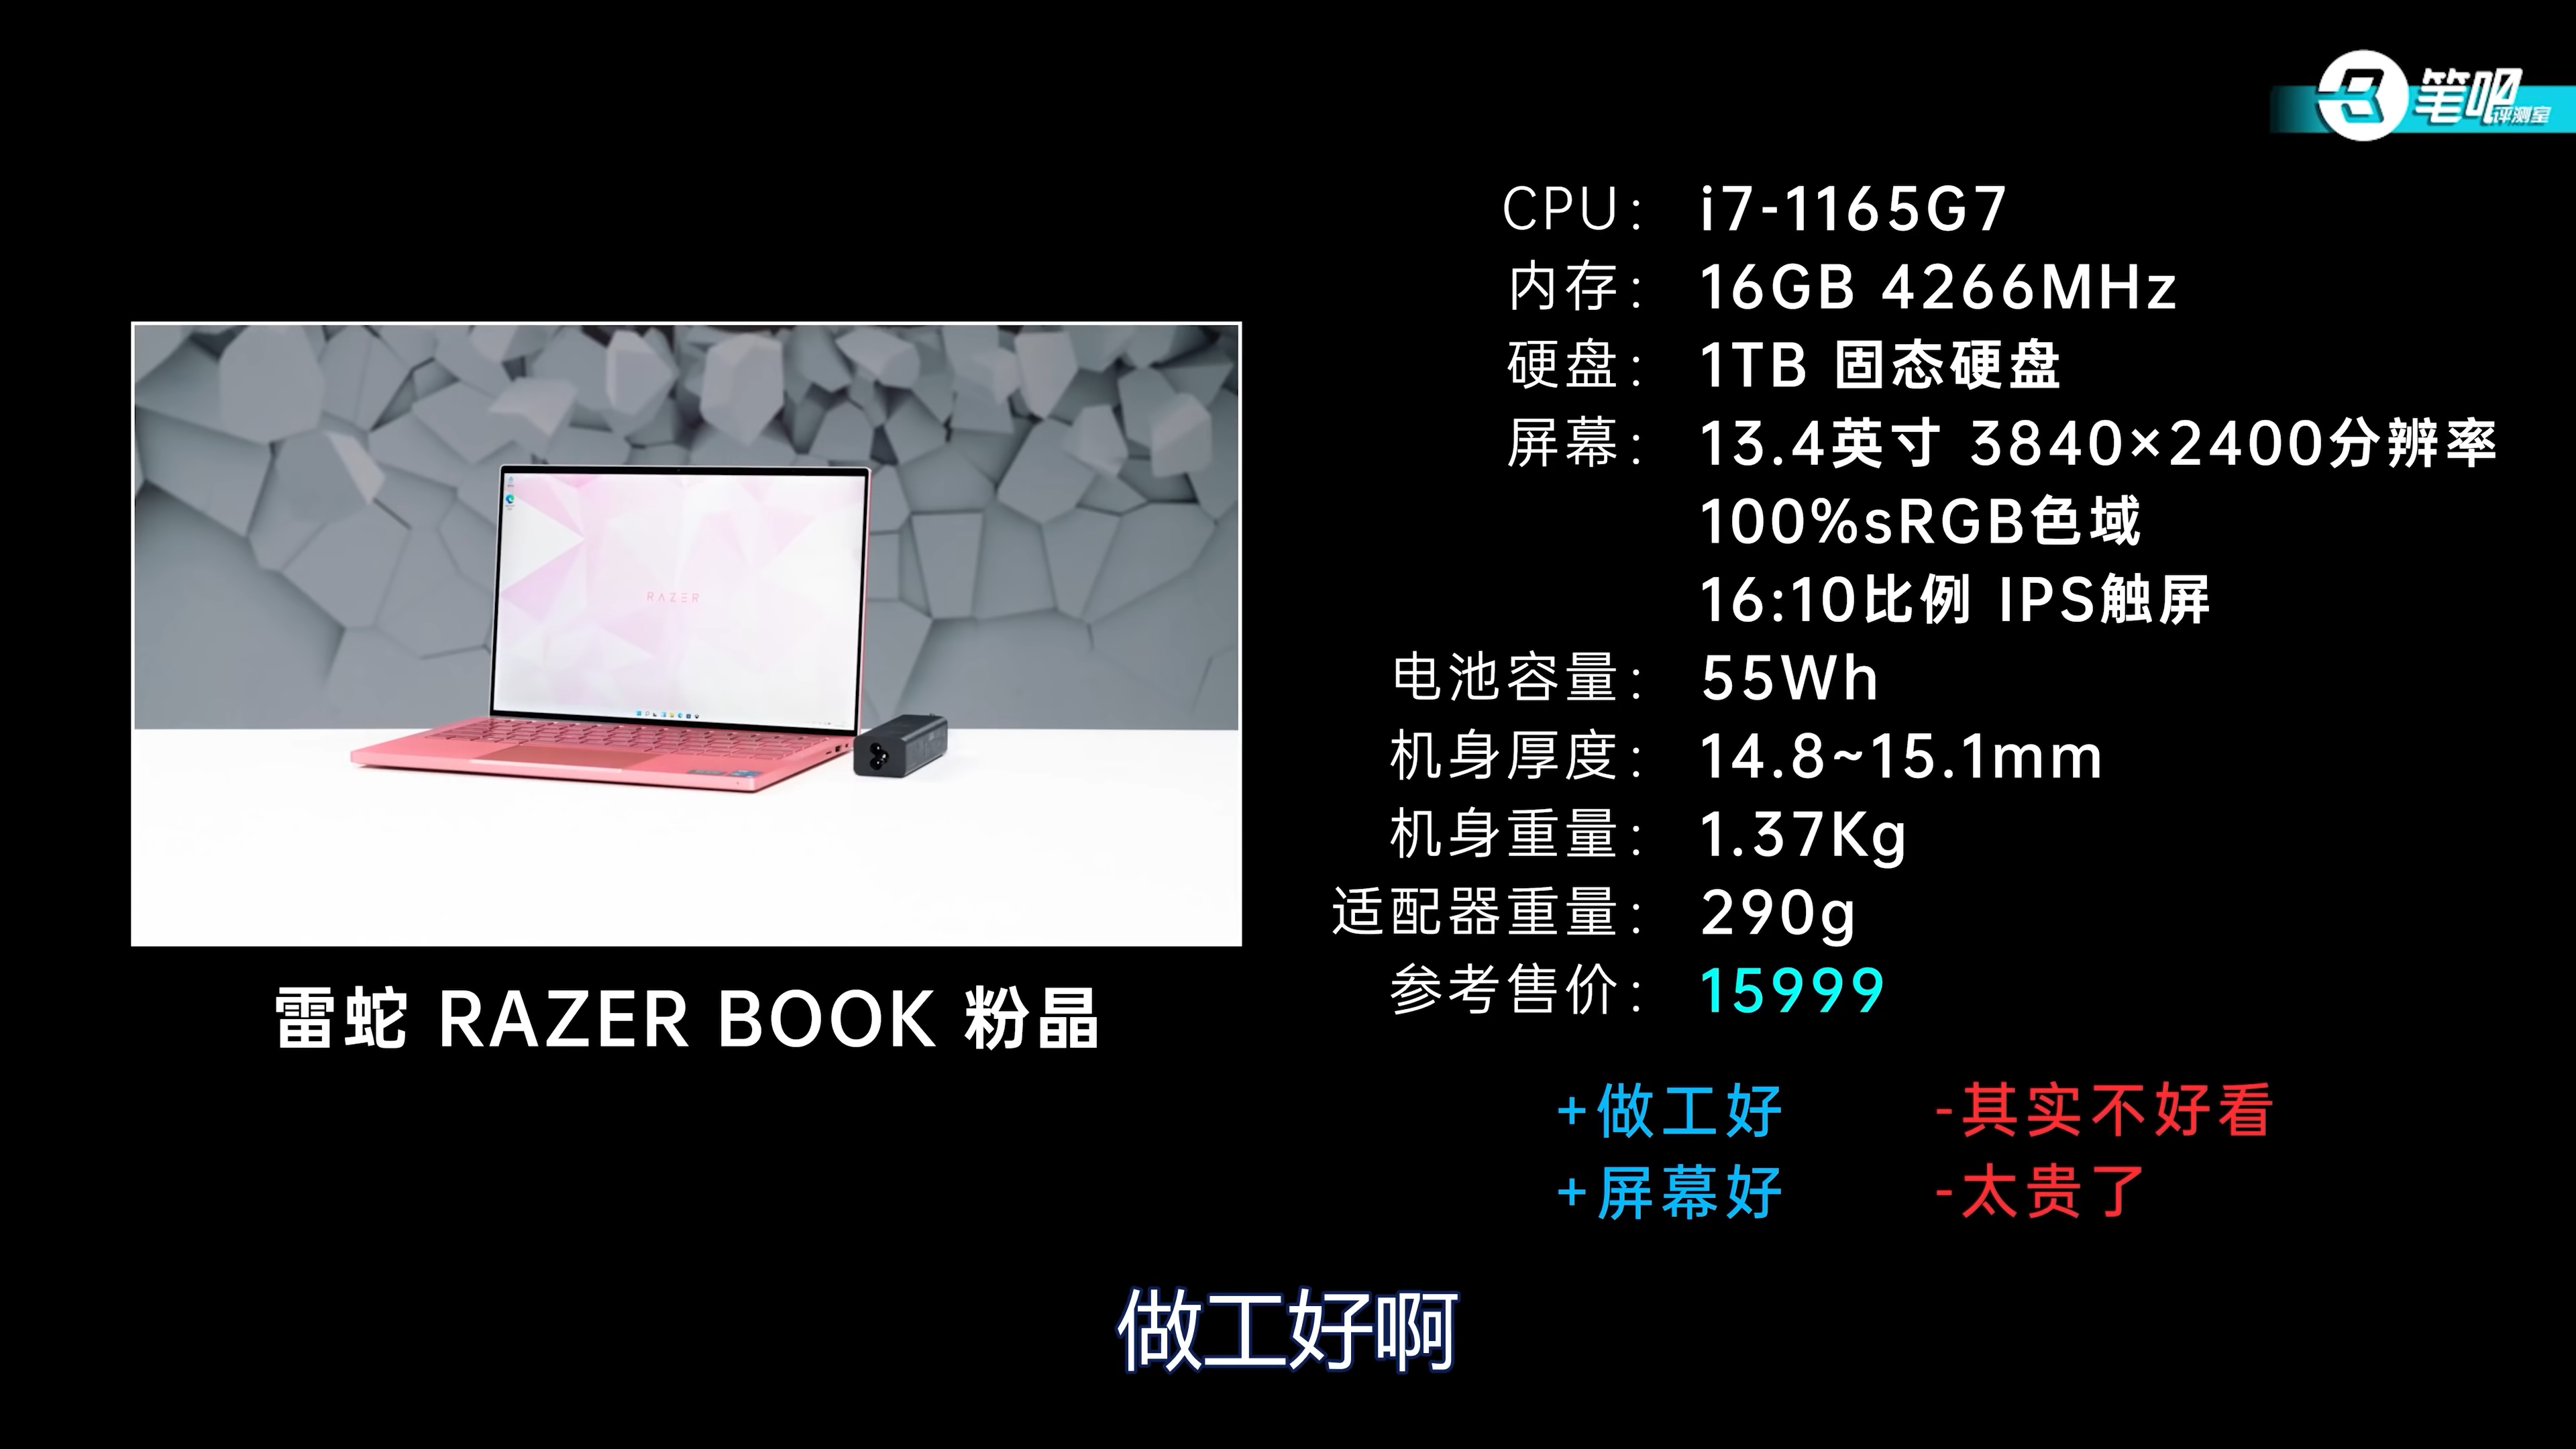 笔吧评测室
CPU： i7-1165G7
内存： 16GB 4266MHz
硬盘： 1TB 固态硬盘
屏幕： 13.4英寸 3840×2400分辨率
100%sRGB色域
16:10比例 IPS触屏
电池容量： 55Wh
机身厚度： 14.8~15.1mm
机身重量： 1.37Kg
适配器重量： 290g
参考售价： 15999
RAZER
雷蛇 RAZER BOOK 粉晶
+做工好 -其实不好看
+屏幕好 -太贵了
做工好啊